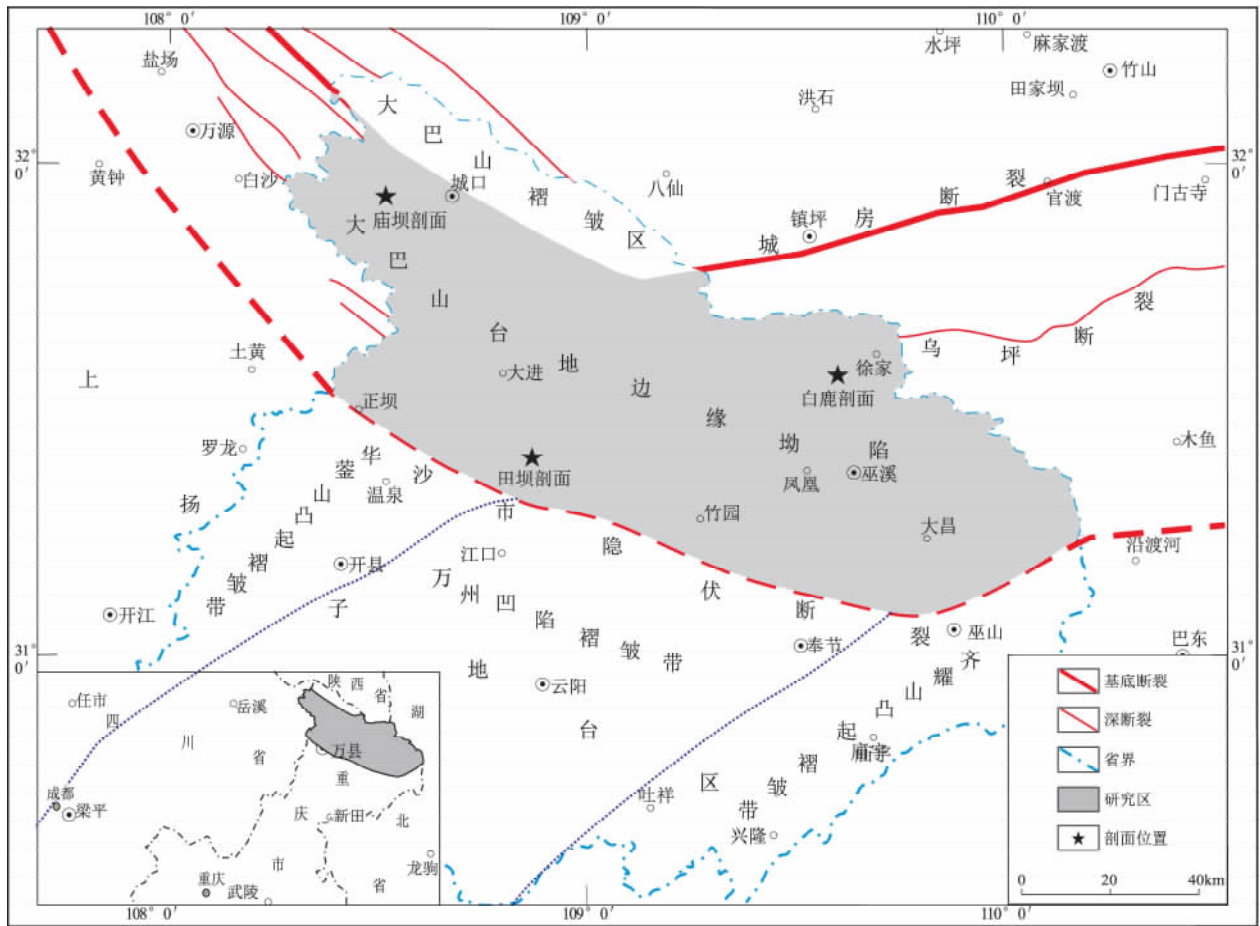 108° 0′
109° 0′
110° 0′
32° 0′
32° 0′
31° 0′
31° 0′
108° 0′
109° 0′
110° 0′
盐场
水坪
麻家渡
竹山
田家坝
洪石
万源
黄钟
白沙
城口
八仙
官渡
门古寺
镇坪
大巴山褶皱区
城房断裂
庙坝剖面
大巴山台地边缘坳陷
乌坪断裂
土黄
大进
徐家
白鹿剖面
正坝
罗龙
田坝剖面
凤凰
巫溪
木鱼
温泉
竹园
大昌
沿渡河
华蓥山凸起褶皱带
沙市隐伏断裂
江口
开县
开江
万州凹陷褶皱带
奉节
巫山
巴东
云阳
齐耀山凸起褶皱带
上扬子地台区
庙宇
吐祥
兴隆
任市
岳溪
陕西省
湖北省
四川省
万县
重庆市
成都
梁平
新田
龙驹
重庆
武陵
基底断裂
深断裂
省界
研究区
剖面位置
0 20 40km